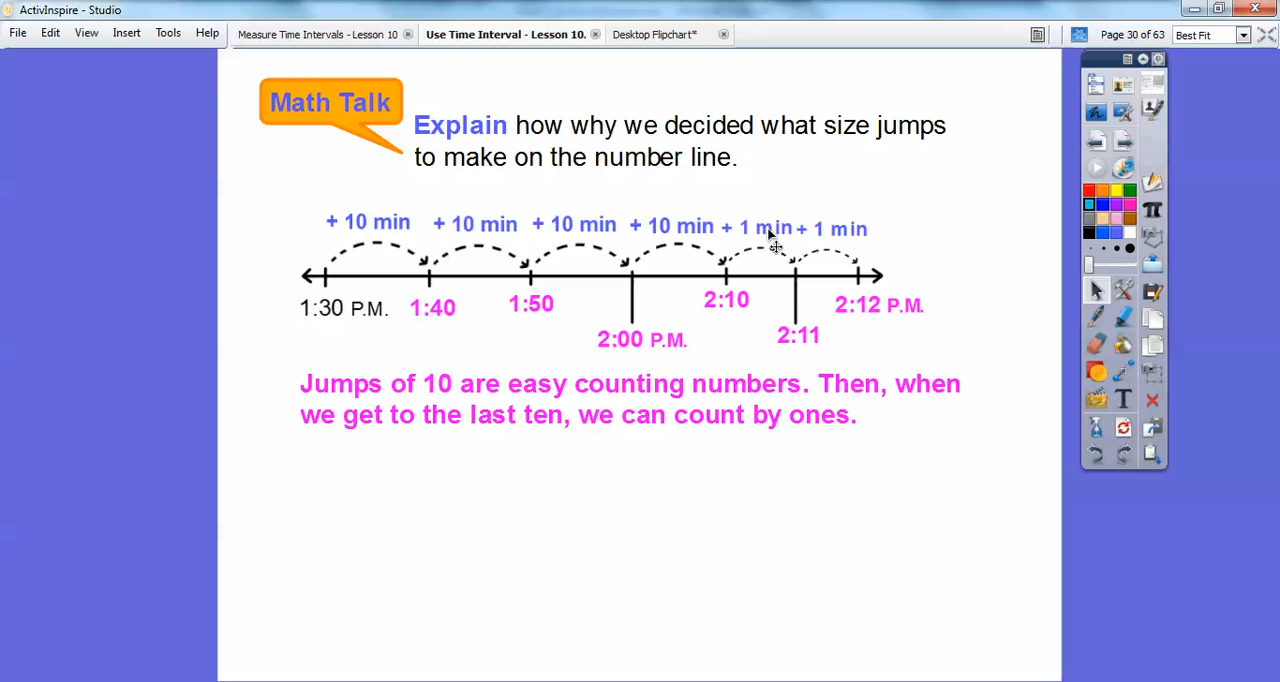 ActivInspire - Studio
File Edit View Insert Tools Help
Measure Time Intervals - Lesson 10
Use Time Interval - Lesson 10.
Desktop Flipchart*
Page 30 of 63
Best Fit
Math Talk
Explain how why we decided what size jumps
to make on the number line.
+ 10 min + 10 min + 10 min + 10 min + 1 min + 1 min
1:30 P.M. 1:40 1:50 2:00 P.M. 2:10 2:11 2:12 P.M.
Jumps of 10 are easy counting numbers. Then, when
we get to the last ten, we can count by ones.